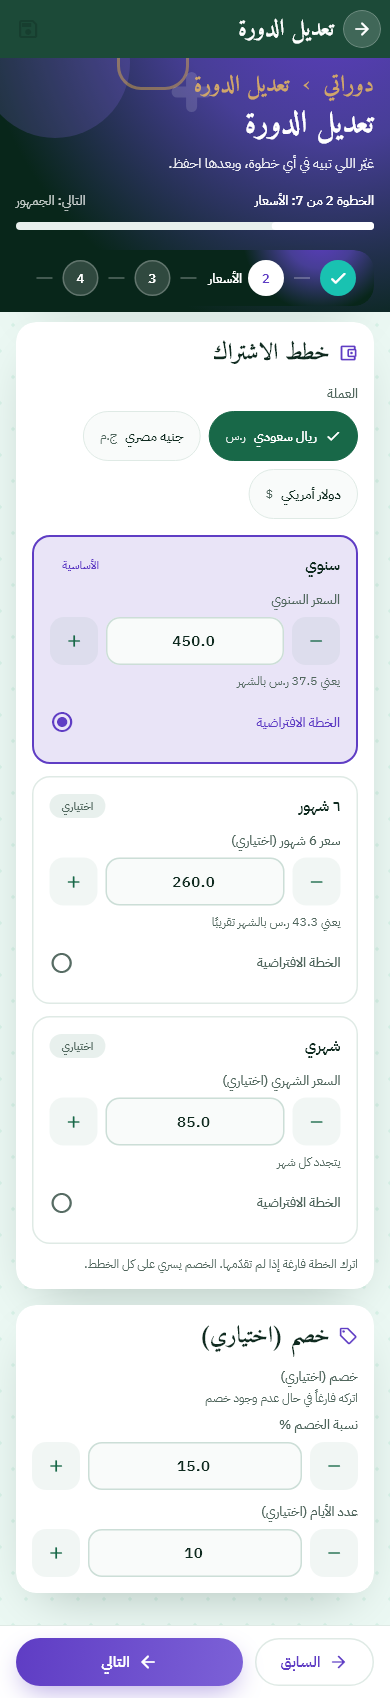 تعديل الدورة
دوراتي › تعديل الدورة
تعديل الدورة
غيّر اللي تبيه في أي خطوة، وبعدها احفظ.
الخطوة 2 من 7: الأسعار
التالي: الجمهور
2 الأسعار 3 4
خطط الاشتراك
العملة
ريال سعودي ر.س
جنيه مصري ج.م
دولار أمريكي $
سنوي
الأساسية
السعر السنوي
− 450.0 +
يعني 37.5 ر.س بالشهر
الخطة الافتراضية
٦ شهور
اختياري
سعر 6 شهور (اختياري)
− 260.0 +
يعني 43.3 ر.س بالشهر تقريبًا
الخطة الافتراضية
شهري
اختياري
السعر الشهري (اختياري)
− 85.0 +
يتجدد كل شهر
الخطة الافتراضية
اترك الخطة فارغة إذا لم تقدّمها. الخصم يسري على كل الخطط.
خصم (اختياري)
خصم (اختياري)
اتركه فارغاً في حال عدم وجود خصم
نسبة الخصم %
− 15.0 +
عدد الأيام (اختياري)
− 10 +
السابق
التالي